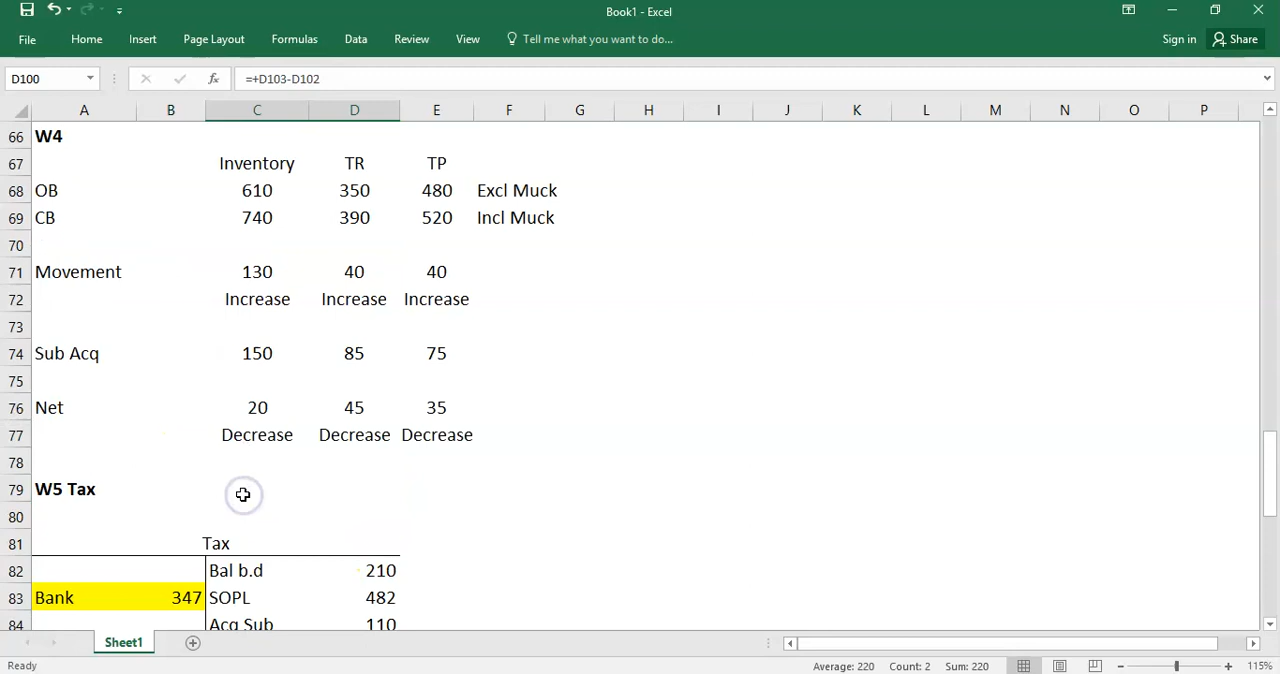 Book1 - Excel
File Home Insert Page Layout Formulas Data Review View Tell me what you want to do... Sign in Share
D100 fx =+D103-D102
A B C D E F G H I J K L M N O P
66 W4
67 Inventory TR TP
68 OB 610 350 480 Excl Muck
69 CB 740 390 520 Incl Muck
70
71 Movement 130 40 40
72 Increase Increase Increase
73
74 Sub Acq 150 85 75
75
76 Net 20 45 35
77 Decrease Decrease Decrease
78
79 W5 Tax
80
81 Tax
82 Bal b.d 210
83 Bank 347 SOPL 482
84 Acq Sub 110
Sheet1
Ready Average: 220 Count: 2 Sum: 220 115%